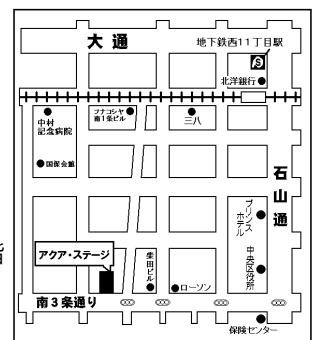 大通
地下鉄西11丁目駅
S
北洋銀行
中村
記念病院
フナコシヤ
南1条ビル
三八
国保会館
石山通
プリンス
ホテル
中央区役所
アクア・ステージ
柴田ビル
ローソン
南3条通り
保険センター